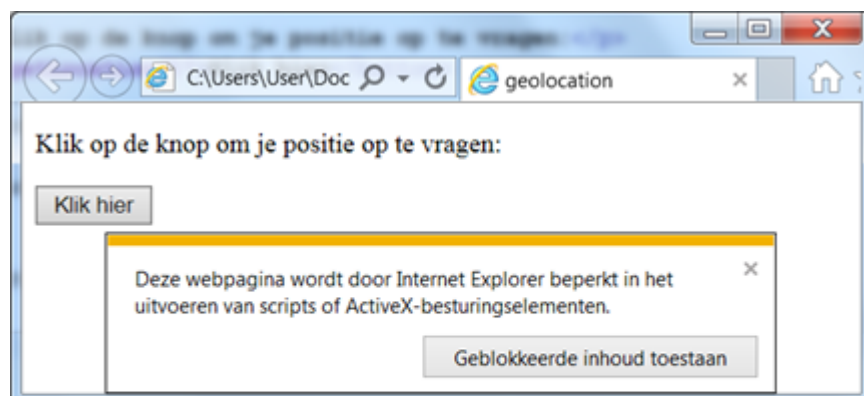 C:\Users\User\Doc
geolocation
Klik op de knop om je positie op te vragen:
Klik hier
Deze webpagina wordt door Internet Explorer beperkt in het
uitvoeren van scripts of ActiveX-besturingselementen.
Geblokkeerde inhoud toestaan